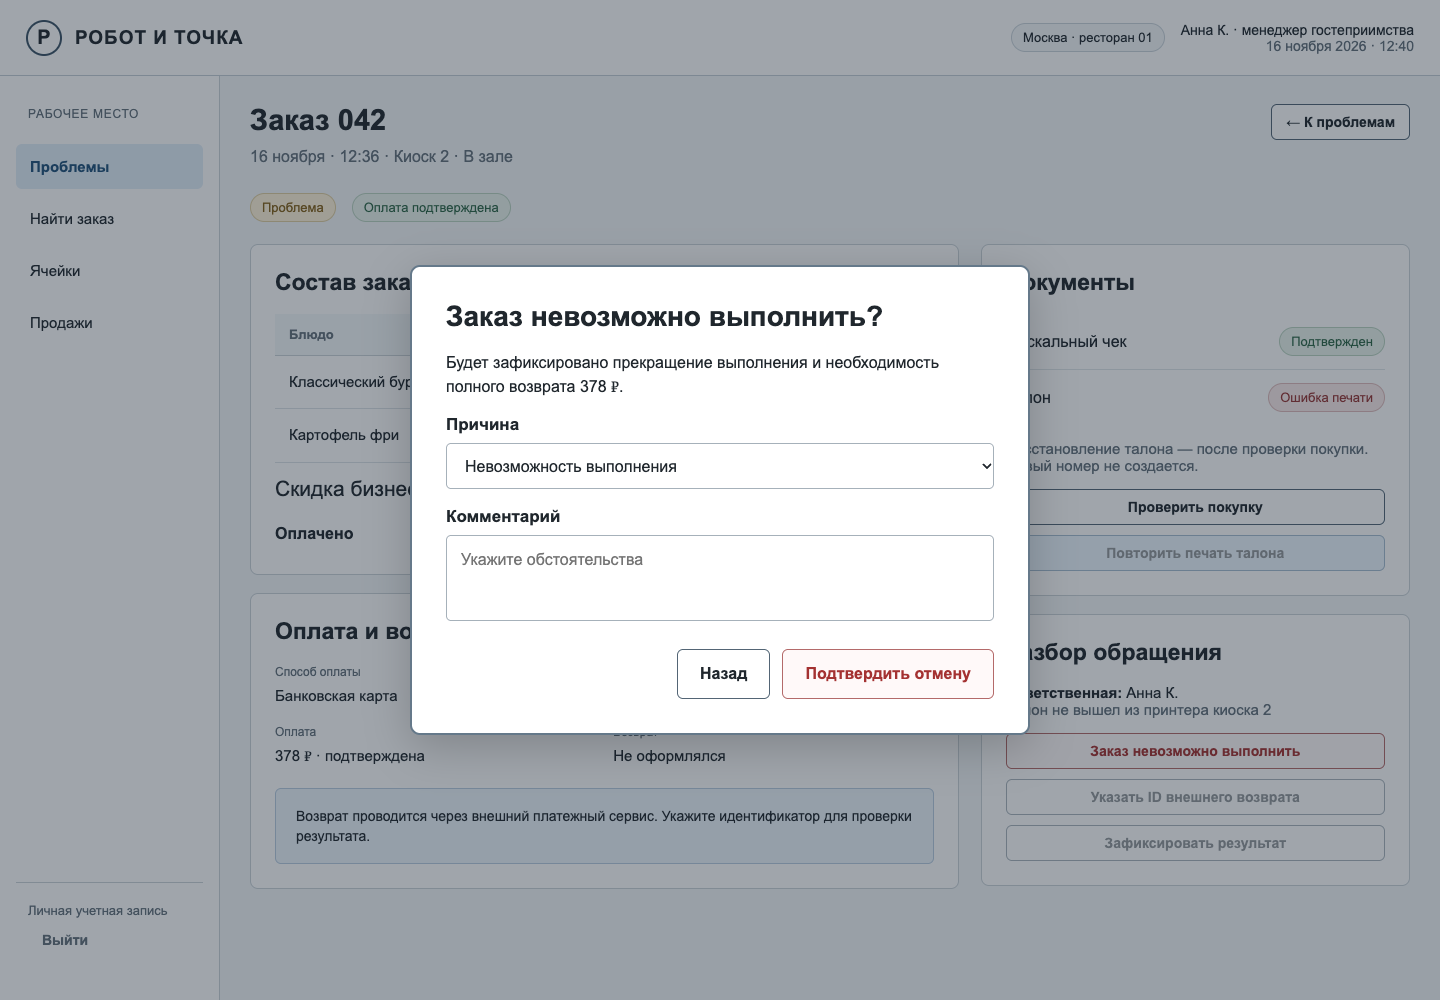 Р РОБОТ И ТОЧКА
Москва · ресторан 01
Анна К. · менеджер гостеприимства
16 ноября 2026 · 12:40
РАБОЧЕЕ МЕСТО
Проблемы
Найти заказ
Ячейки
Продажи
Личная учетная запись
Выйти
Заказ 042
16 ноября · 12:36 · Киоск 2 · В зале
← К проблемам
Проблема
Оплата подтверждена
Состав зака
Блюдо
Классический бур
Картофель фри
Скидка бизнес
Оплачено
Заказ невозможно выполнить?
Будет зафиксировано прекращение выполнения и необходимость
полного возврата 378 ₽.
Причина
Невозможность выполнения
Комментарий
Укажите обстоятельства
Назад
Подтвердить отмену
окументы
скальный чек
Подтвержден
он
Ошибка печати
становление талона — после проверки покупки.
вый номер не создается.
Проверить покупку
Повторить печать талона
Оплата и во
Способ оплаты
Банковская карта
Оплата
378 ₽ · подтверждена
Не оформлялся
Возврат проводится через внешний платежный сервис. Укажите идентификатор для проверки
результата.
азбор обращения
ветственная: Анна К.
он не вышел из принтера киоска 2
Заказ невозможно выполнить
Указать ID внешнего возврата
Зафиксировать результат